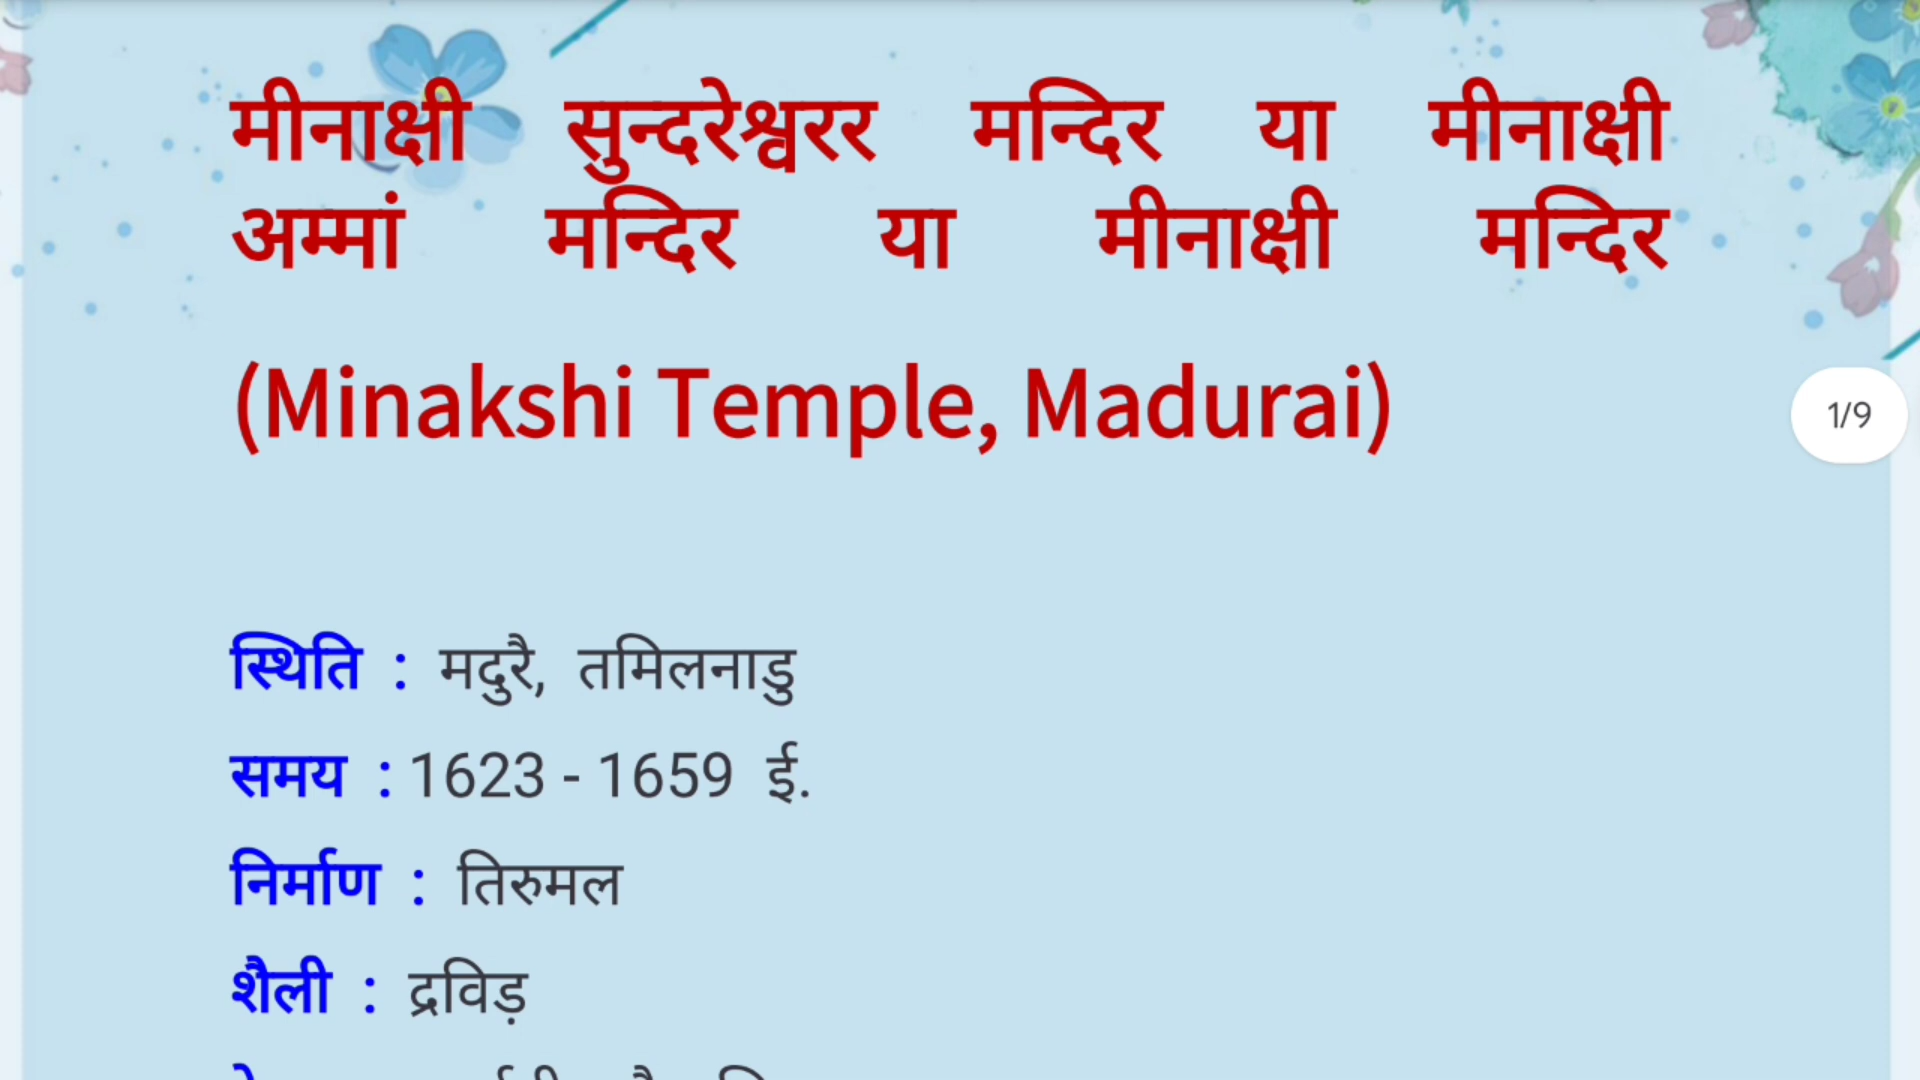 मीनाक्षी सुन्दरेश्वरर मन्दिर या मीनाक्षी
अम्मां मन्दिर या मीनाक्षी मन्दिर
(Minakshi Temple, Madurai)
1/9
स्थिति : मदुरै, तमिलनाडु
समय : 1623 - 1659 ई.
निर्माण : तिरुमल
शैली : द्रविड़